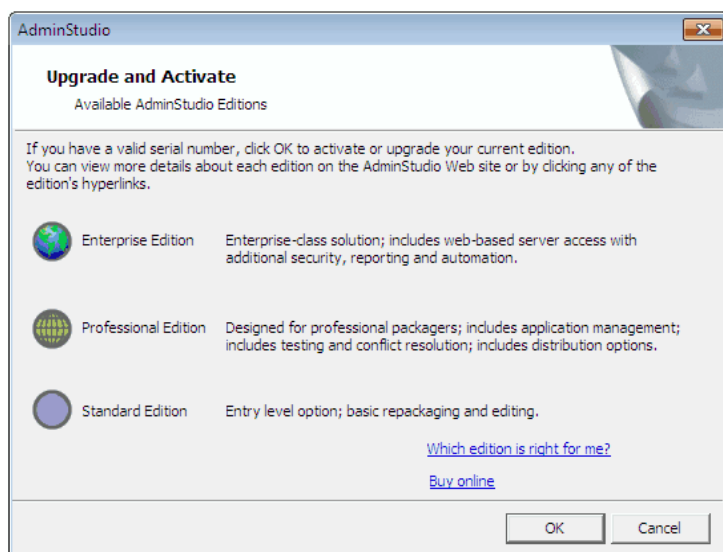 AdminStudio
Upgrade and Activate
Available AdminStudio Editions
If you have a valid serial number, click OK to activate or upgrade your current edition.
You can view more details about each edition on the AdminStudio Web site or by clicking any of the
edition's hyperlinks.
Enterprise Edition
Enterprise-class solution; includes web-based server access with
additional security, reporting and automation.
Professional Edition
Designed for professional packagers; includes application management;
includes testing and conflict resolution; includes distribution options.
Standard Edition
Entry level option; basic repackaging and editing.
Which edition is right for me?
Buy online
OK
Cancel